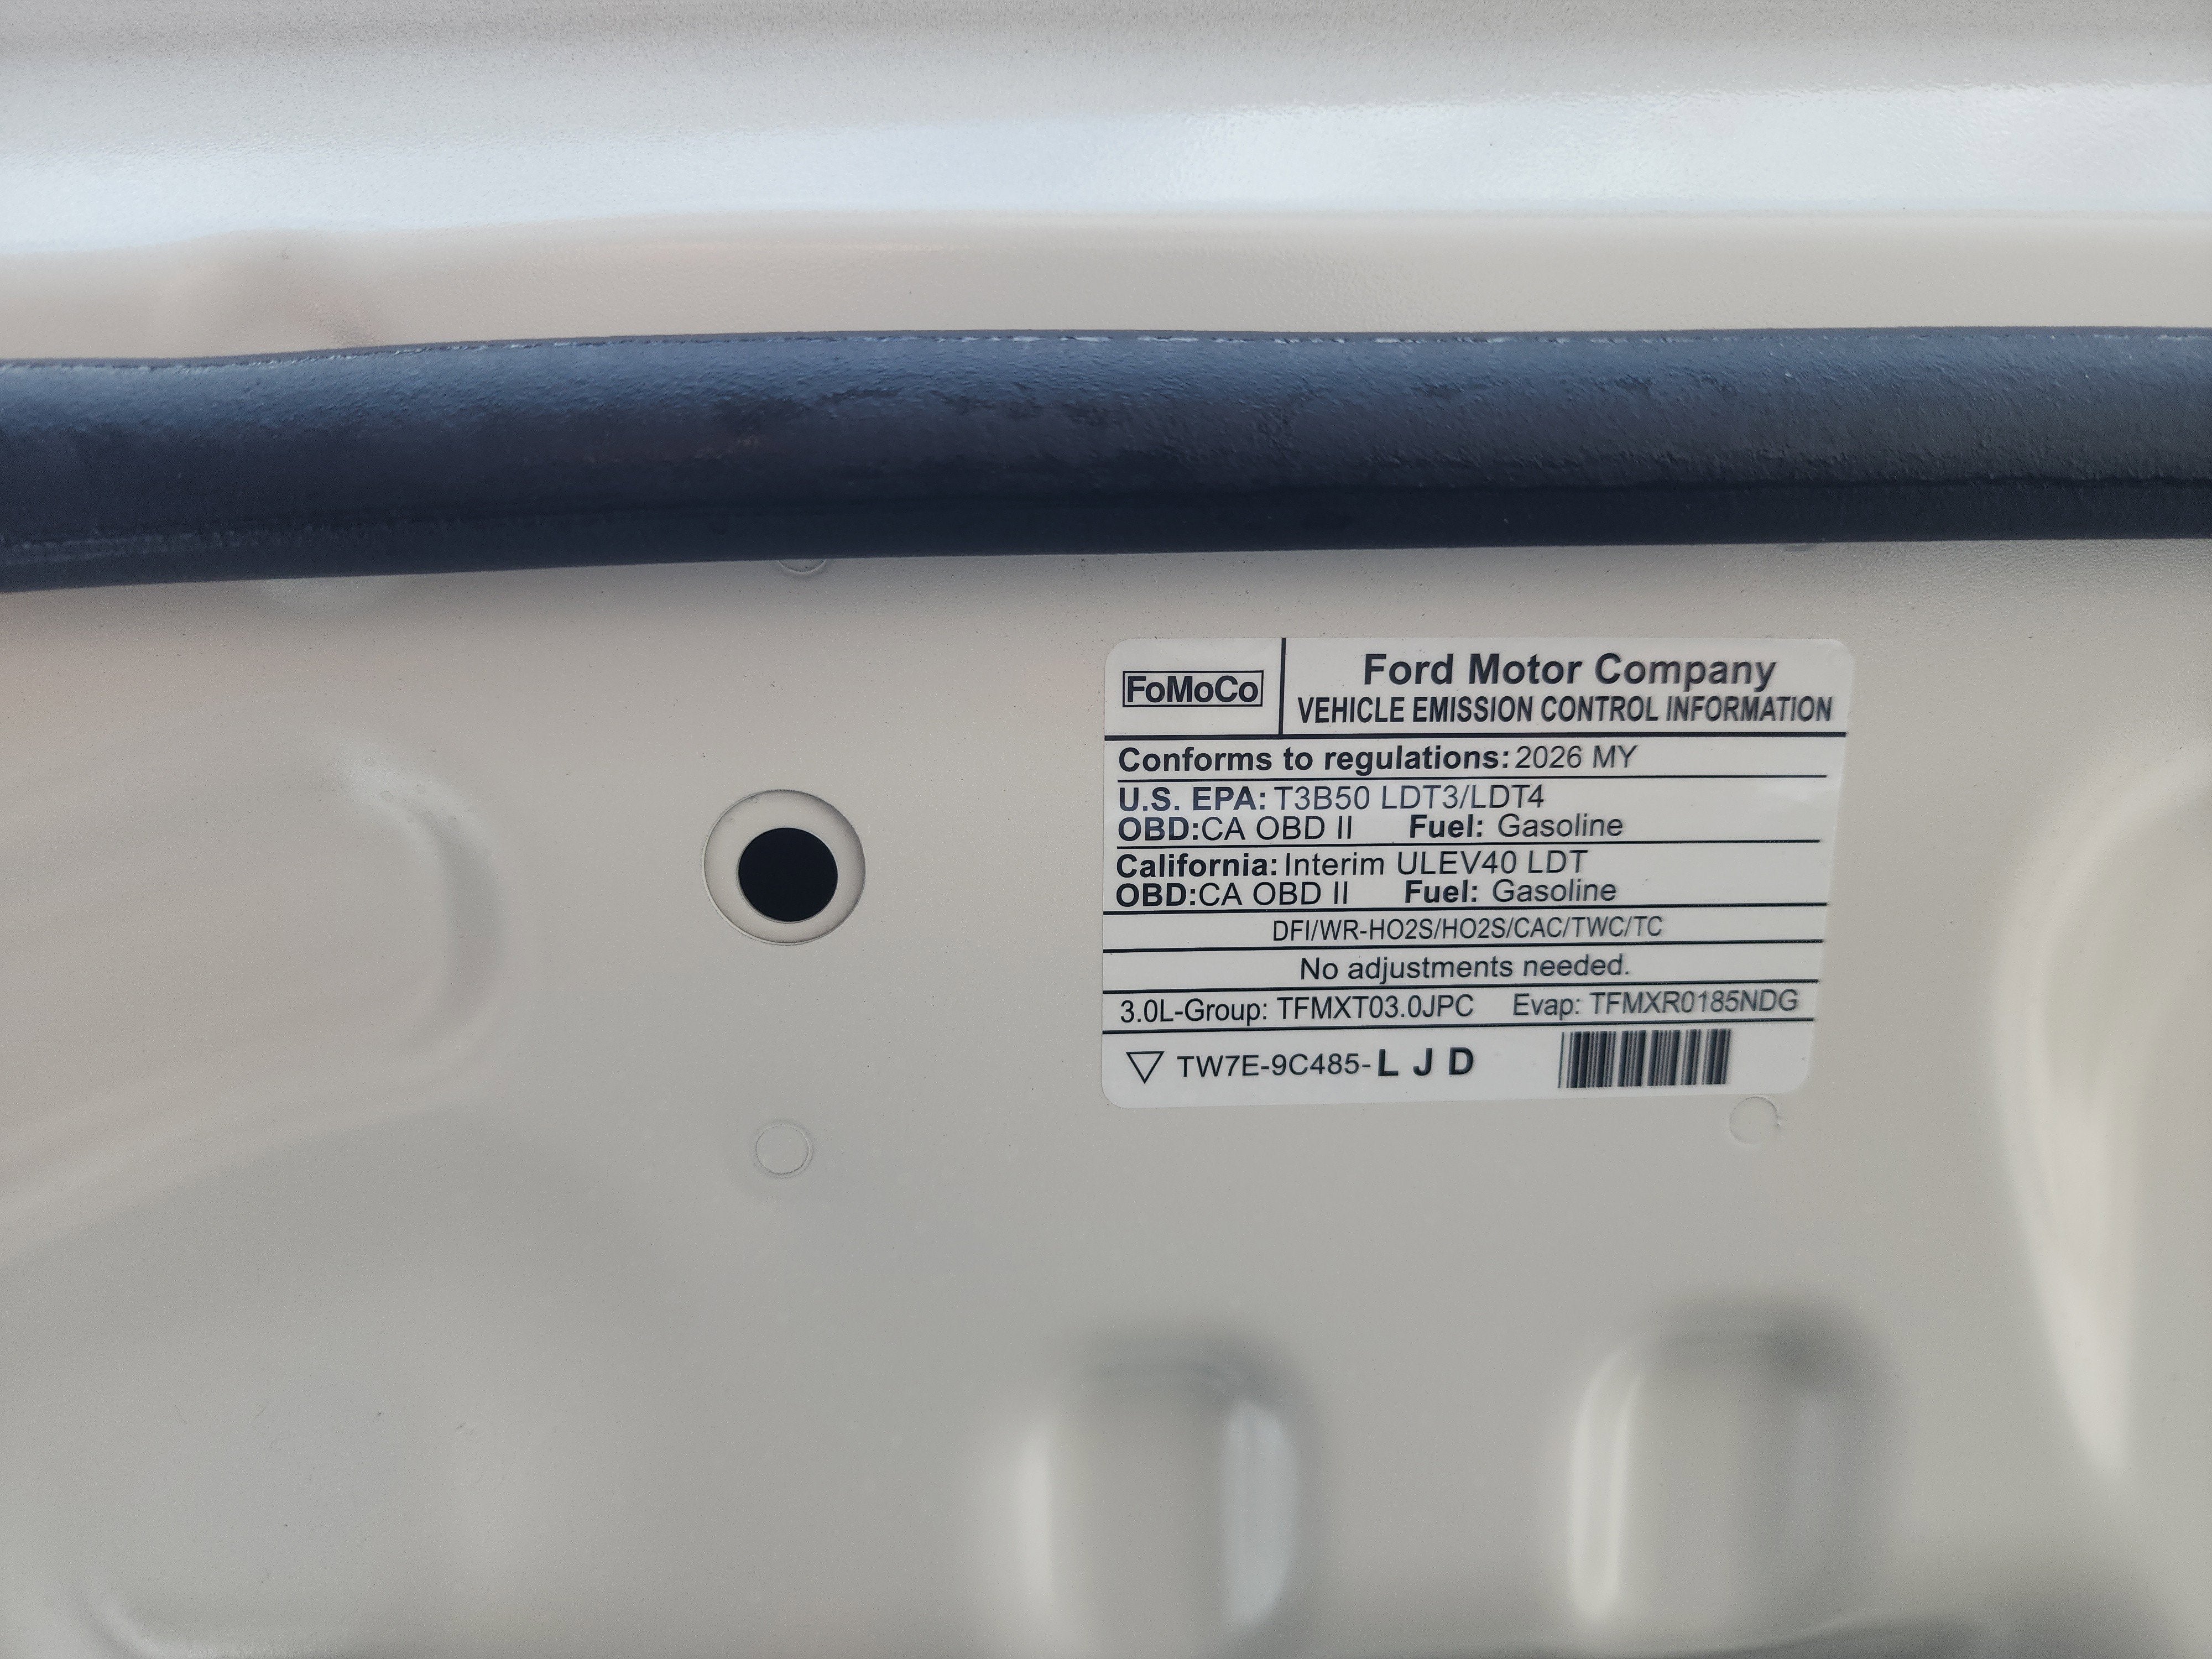 FoMoCo
Ford Motor Company
VEHICLE EMISSION CONTROL INFORMATION
Conforms to regulations: 2026 MY
U.S. EPA: T3B50 LDT3/LDT4
OBD: CA OBD II Fuel: Gasoline
California: Interim ULEV40 LDT
OBD: CA OBD II Fuel: Gasoline
DFI/WR-HO2S/HO2S/CAC/TWC/TC
No adjustments needed.
3.0L-Group: TFMXT03.0JPC Evap: TFMXR0185NDG
TW7E-9C485-L J D